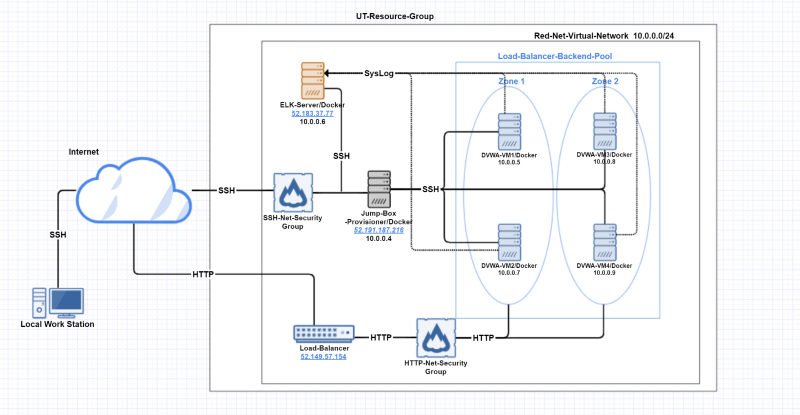 UT-Resource-Group
Red-Net-Virtual-Network 10.0.0.0/24
Load-Balancer-Backend-Pool
SysLog
Zone 1
Zone 2
ELK-Server/Docker
52.183.37.77
10.0.0.6
DVWA-VM1/Docker
10.0.0.5
DVWA-VM3/Docker
10.0.0.8
Internet
SSH
SSH
SSH
SSH
SSH-Net-Security
Group
Jump-Box
-Provisioner/Docker
52.191.187.216
10.0.0.4
DVWA-VM2/Docker
10.0.0.7
DVWA-VM4/Docker
10.0.0.9
HTTP
Local Work Station
Load-Balancer
52.149.57.154
HTTP
HTTP-Net-Security
Group
HTTP